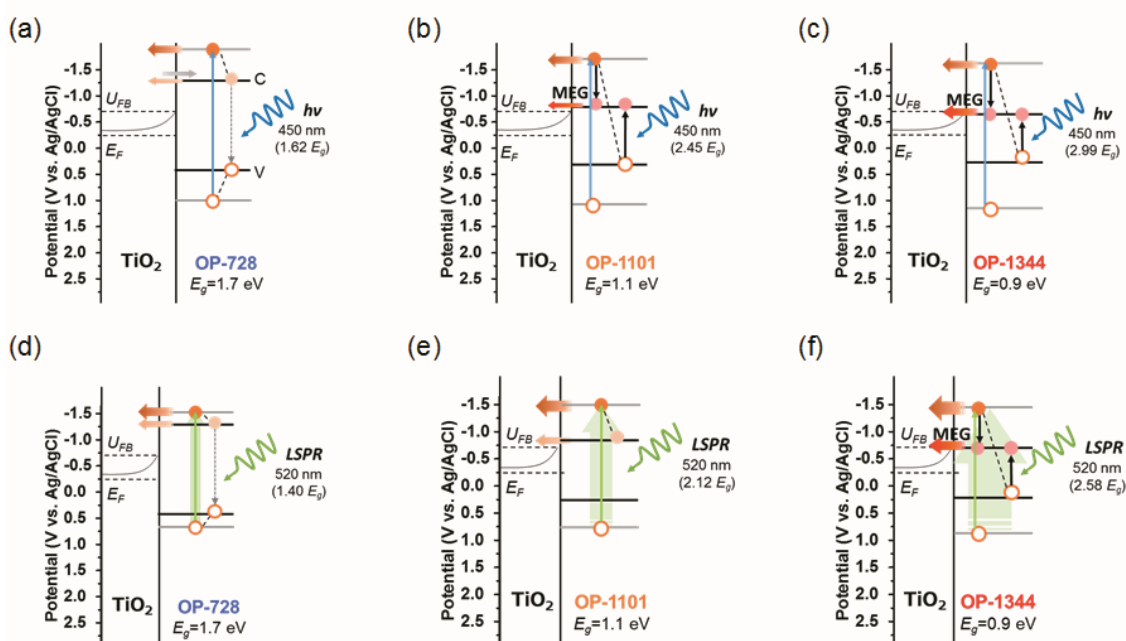 (a)
Potential (V vs. Ag/AgCl)
-1.5
-1.0
-0.5
0.0
0.5
1.0
1.5
2.0
2.5
U_FB
E_F
C
V
hν
450 nm
(1.62 E_g)
TiO₂
OP-728
E_g=1.7 eV
(b)
Potential (V vs. Ag/AgCl)
-1.5
-1.0
-0.5
0.0
0.5
1.0
1.5
2.0
2.5
U_FB
E_F
MEG
hν
450 nm
(2.45 E_g)
TiO₂
OP-1101
E_g=1.1 eV
(c)
Potential (V vs. Ag/AgCl)
-1.5
-1.0
-0.5
0.0
0.5
1.0
1.5
2.0
2.5
U_FB
E_F
MEG
hν
450 nm
(2.99 E_g)
TiO₂
OP-1344
E_g=0.9 eV
(d)
Potential (V vs. Ag/AgCl)
-1.5
-1.0
-0.5
0.0
0.5
1.0
1.5
2.0
2.5
U_FB
E_F
LSPR
520 nm
(1.40 E_g)
TiO₂
OP-728
E_g=1.7 eV
(e)
Potential (V vs. Ag/AgCl)
-1.5
-1.0
-0.5
0.0
0.5
1.0
1.5
2.0
2.5
U_FB
E_F
LSPR
520 nm
(2.12 E_g)
TiO₂
OP-1101
E_g=1.1 eV
(f)
Potential (V vs. Ag/AgCl)
-1.5
-1.0
-0.5
0.0
0.5
1.0
1.5
2.0
2.5
U_FB
E_F
MEG
LSPR
520 nm
(2.58 E_g)
TiO₂
OP-1344
E_g=0.9 eV